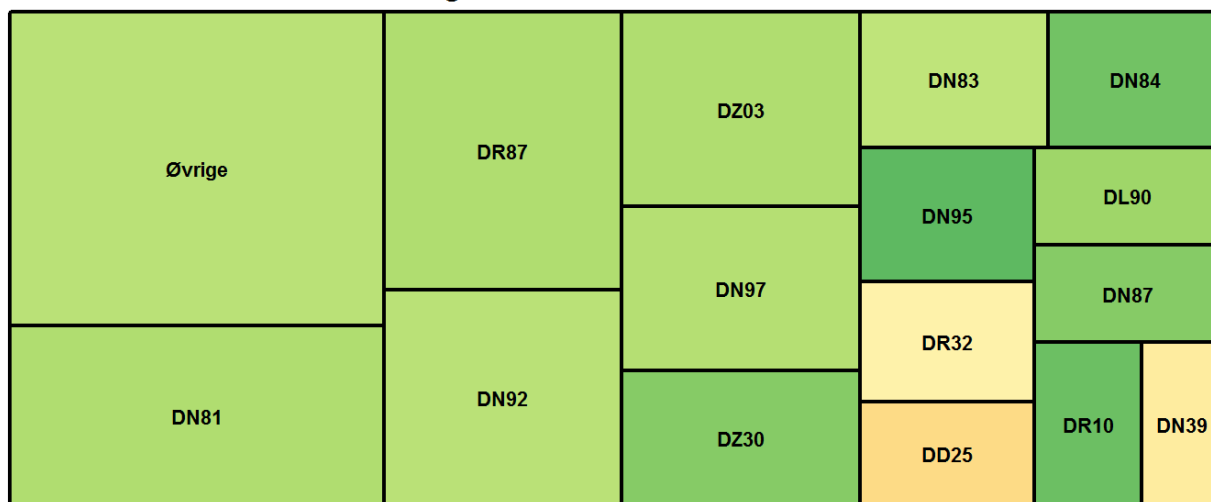 Øvrige
DN81
DR87
DN92
DZ03
DN97
DZ30
DN83
DN84
DN95
DL90
DN87
DR32
DD25
DR10
DN39